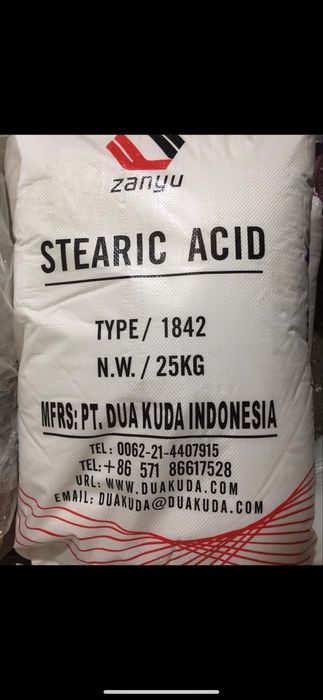 zanyu
STEARIC ACID
TYPE/ 1842
N.W. / 25KG
MFRS: PT. DUA KUDA INDONESIA
TEL: 0062-21-4407915
TEL:+86 571 86617528
URL: WWW.DUAKUDA.COM
EMAIL: DUAKUDA@DUAKUDA.COM